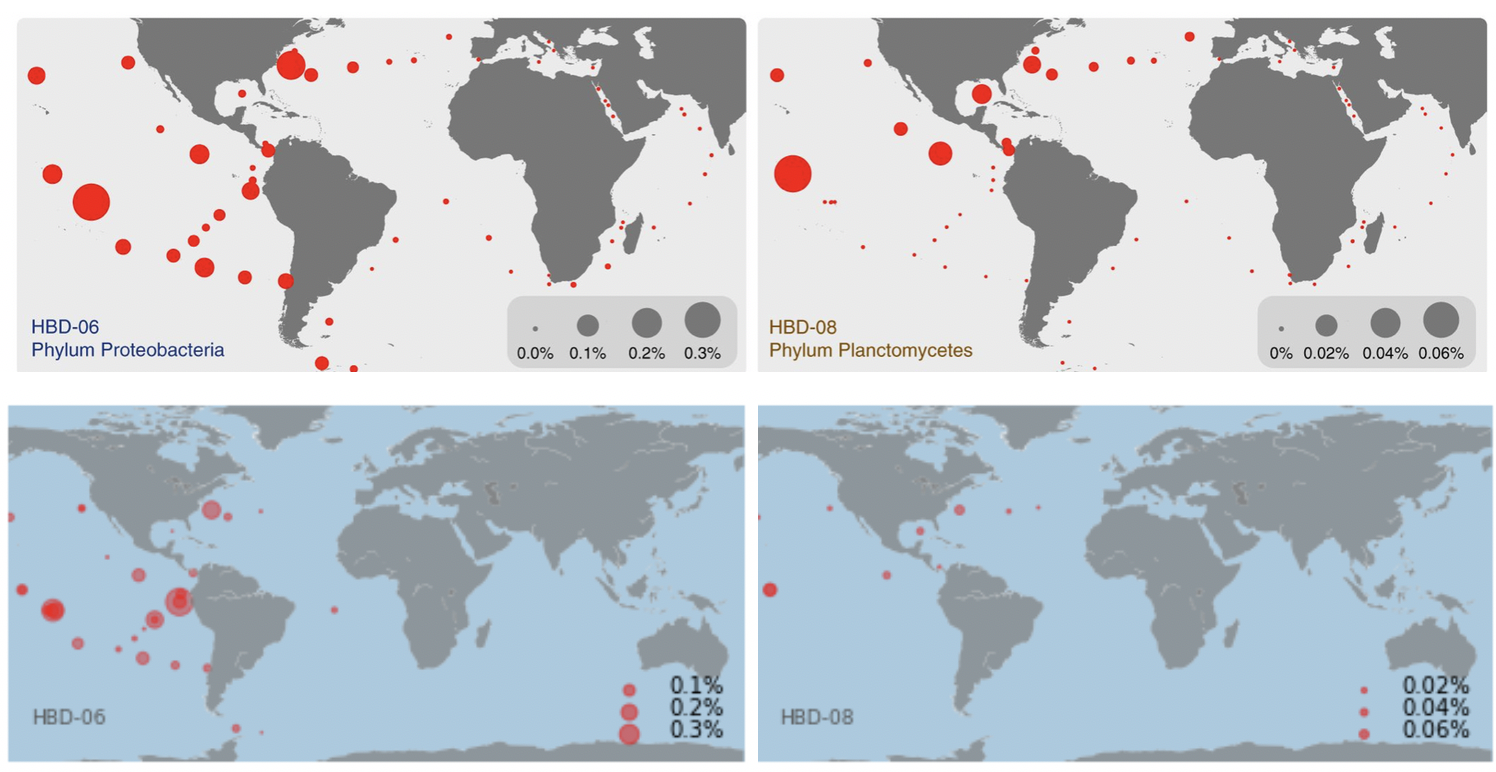 HBD-06
Phylum Proteobacteria
0.0% 0.1% 0.2% 0.3%
HBD-08
Phylum Planctomycetes
0% 0.02% 0.04% 0.06%
0.1%
0.2%
0.3%
HBD-06
0.02%
0.04%
0.06%
HBD-08